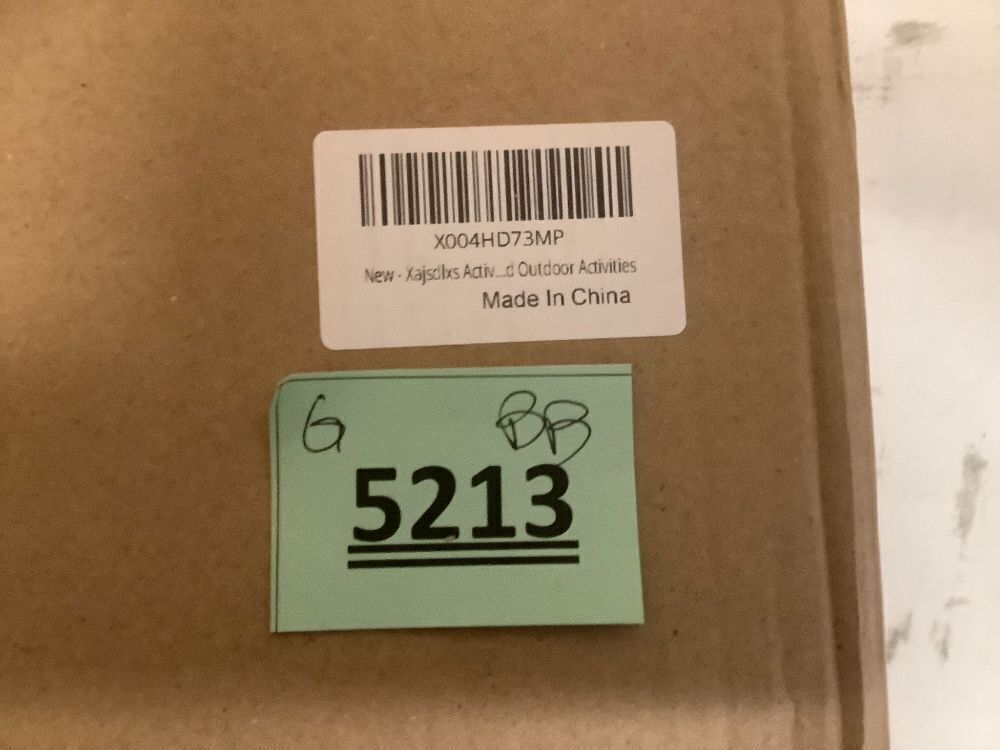 X004HD73MP
New - Xajsdlxs Activ...d Outdoor Activities
Made In China
G BB
5213